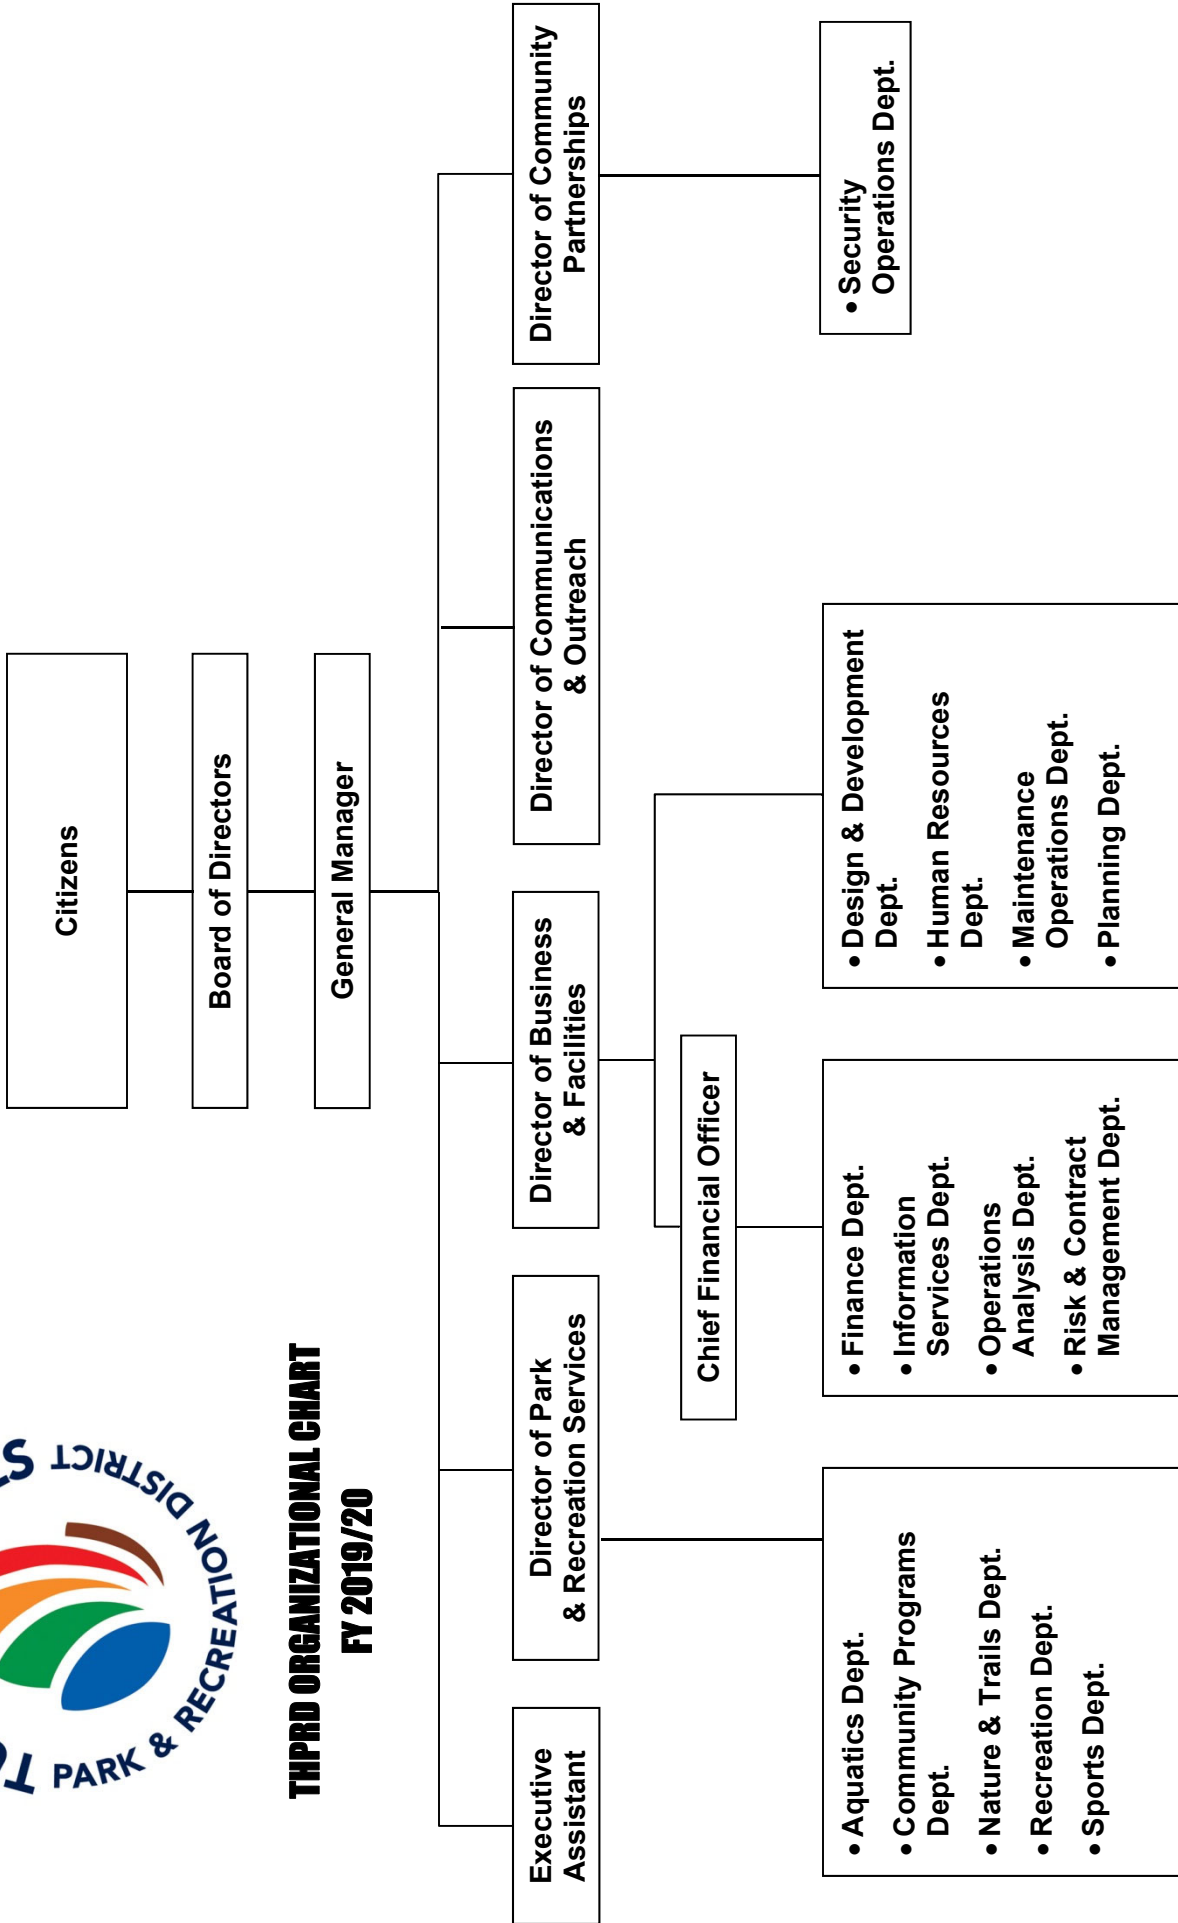 PARK & RECREATION DISTRICT
THPRD ORGANIZATIONAL CHART
FY 2019/20
Citizens
Board of Directors
General Manager
Executive
Assistant
Director of Park
& Recreation Services
Director of Business
& Facilities
Director of Communications
& Outreach
Director of Community
Partnerships
Chief Financial Officer
• Aquatics Dept.
• Community Programs
Dept.
• Nature & Trails Dept.
• Recreation Dept.
• Sports Dept.
• Finance Dept.
• Information
Services Dept.
• Operations
Analysis Dept.
• Risk & Contract
Management Dept.
• Design & Development
Dept.
• Human Resources
Dept.
• Maintenance
Operations Dept.
• Planning Dept.
• Security
Operations Dept.